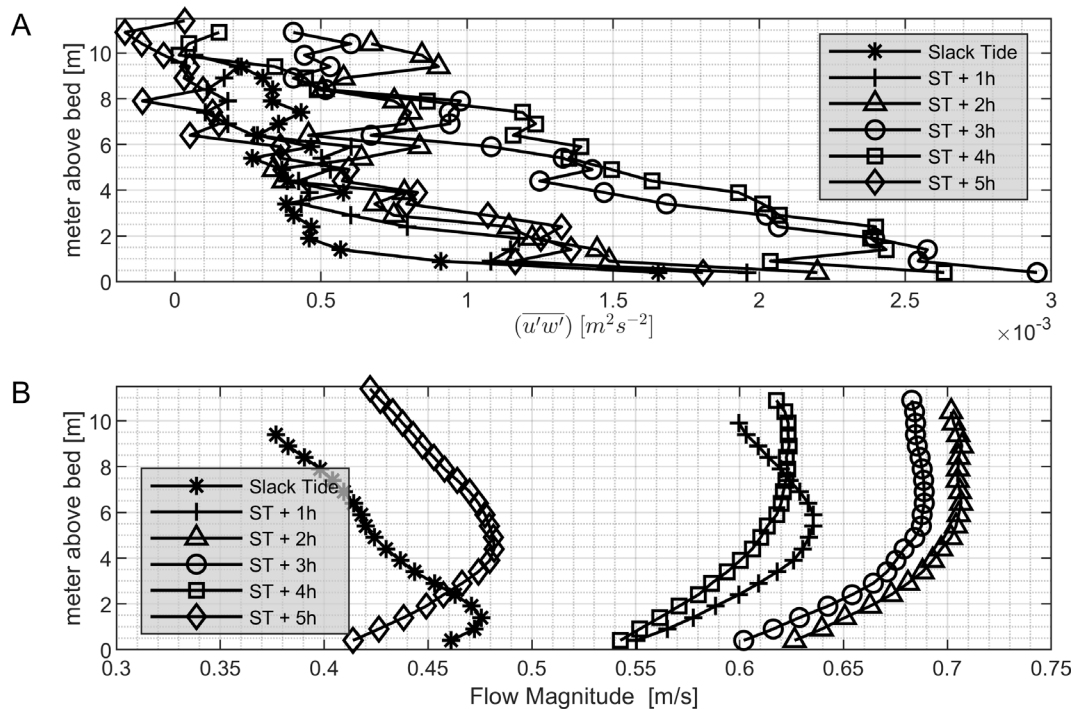 A
meter above bed [m]
10
8
6
4
2
0
0
0.5
1
1.5
2
2.5
3
(u'w') [m²s⁻²]
×10⁻³
Slack Tide
ST + 1h
ST + 2h
ST + 3h
ST + 4h
ST + 5h
B
meter above bed [m]
10
8
6
4
2
0
0.3
0.35
0.4
0.45
0.5
0.55
0.6
0.65
0.7
0.75
Flow Magnitude [m/s]
Slack Tide
ST + 1h
ST + 2h
ST + 3h
ST + 4h
ST + 5h